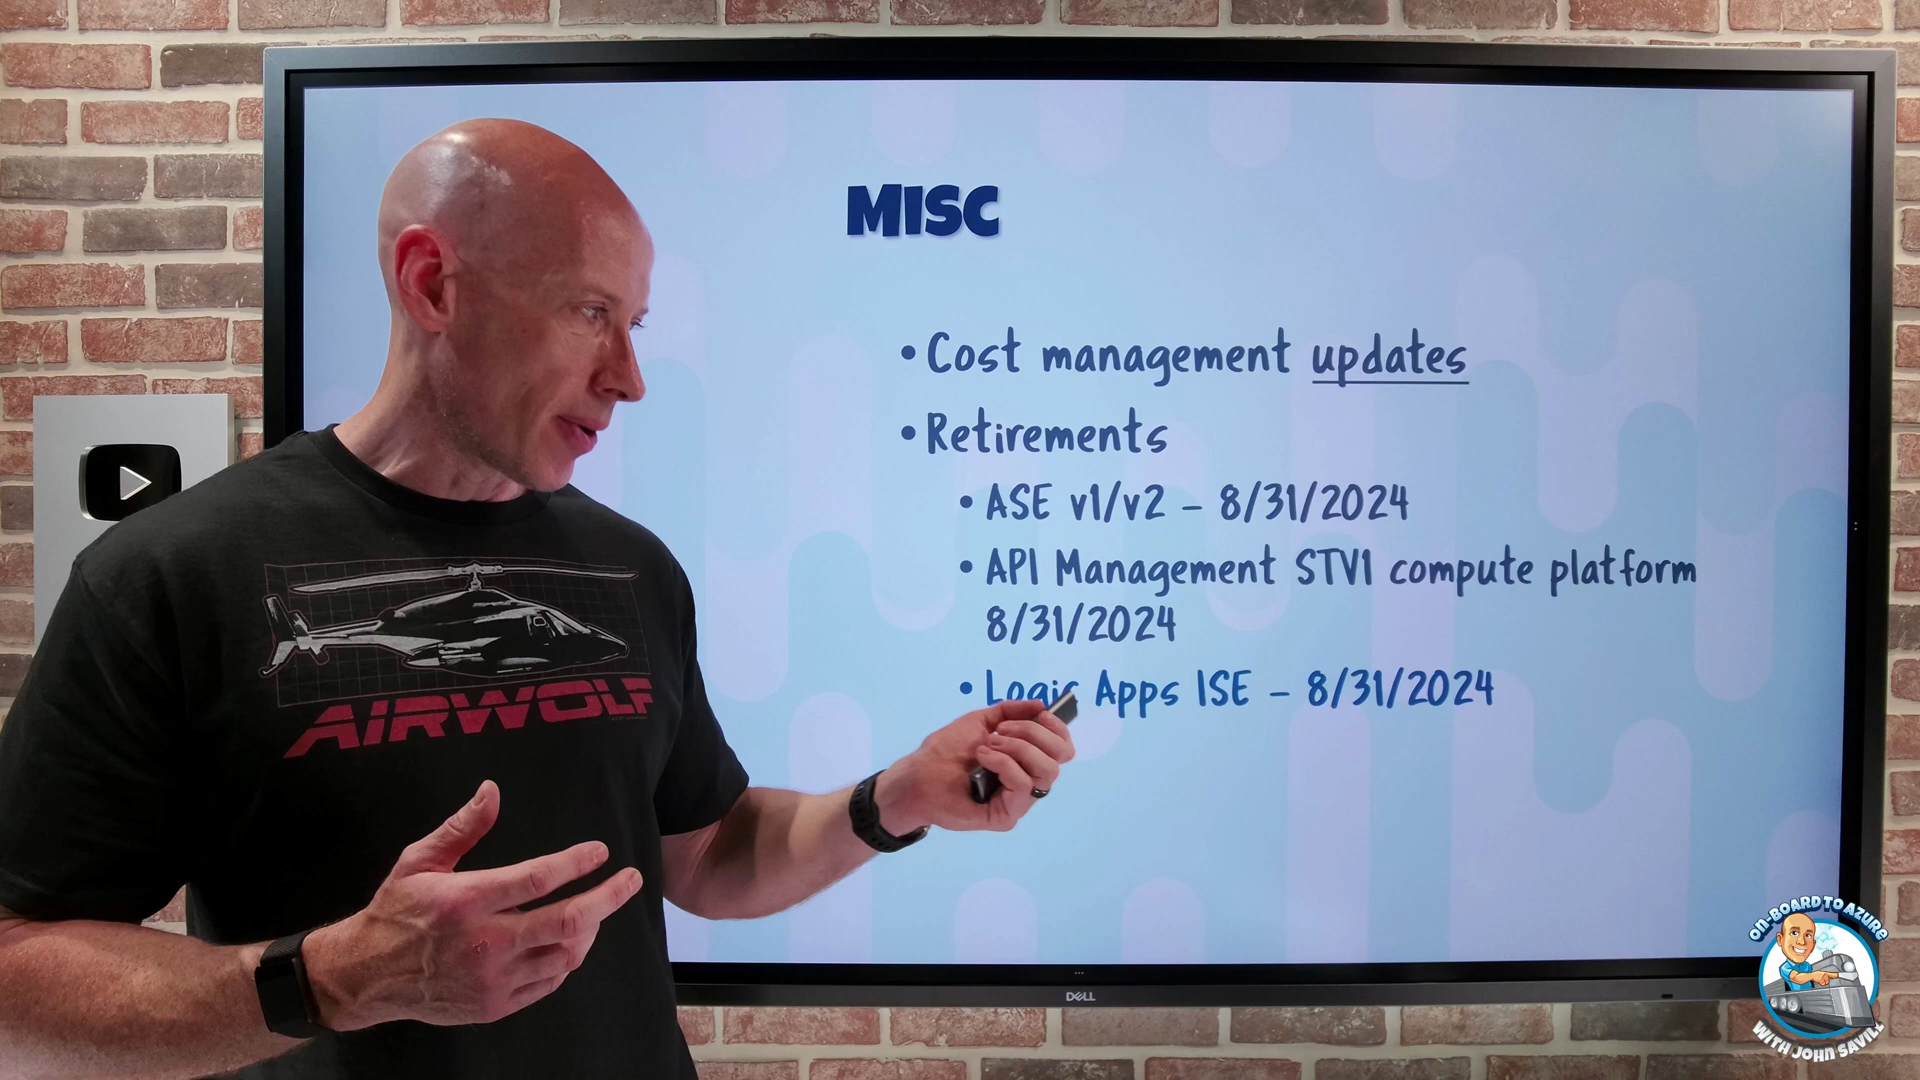 MISC
• Cost management updates
• Retirements
• ASE v1/v2 – 8/31/2024
• API Management STV1 compute platform
8/31/2024
• Logic Apps ISE – 8/31/2024
AIRWOLF
DELL
ON-BOARD TO AZURE
WITH JOHN SAVILL